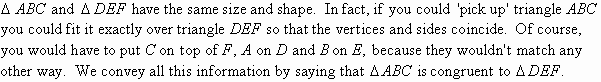 Δ ABC and Δ DEF have the same size and shape. In fact, if you could 'pick up' triangle ABC
you could fit it exactly over triangle DEF so that the vertices and sides coincide. Of course,
you would have to put C on top of F, A on D and B on E, because they wouldn't match any
other way. We convey all this information by saying that ΔABC is congruent to ΔDEF.